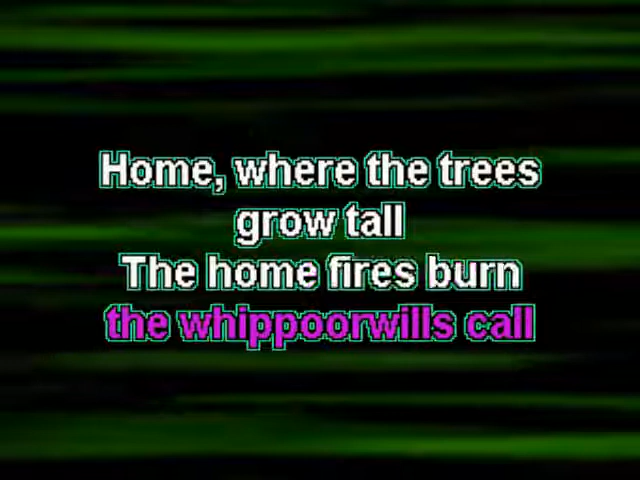 Home, where the trees
grow tall
The home fires burn
the whippoorwills call